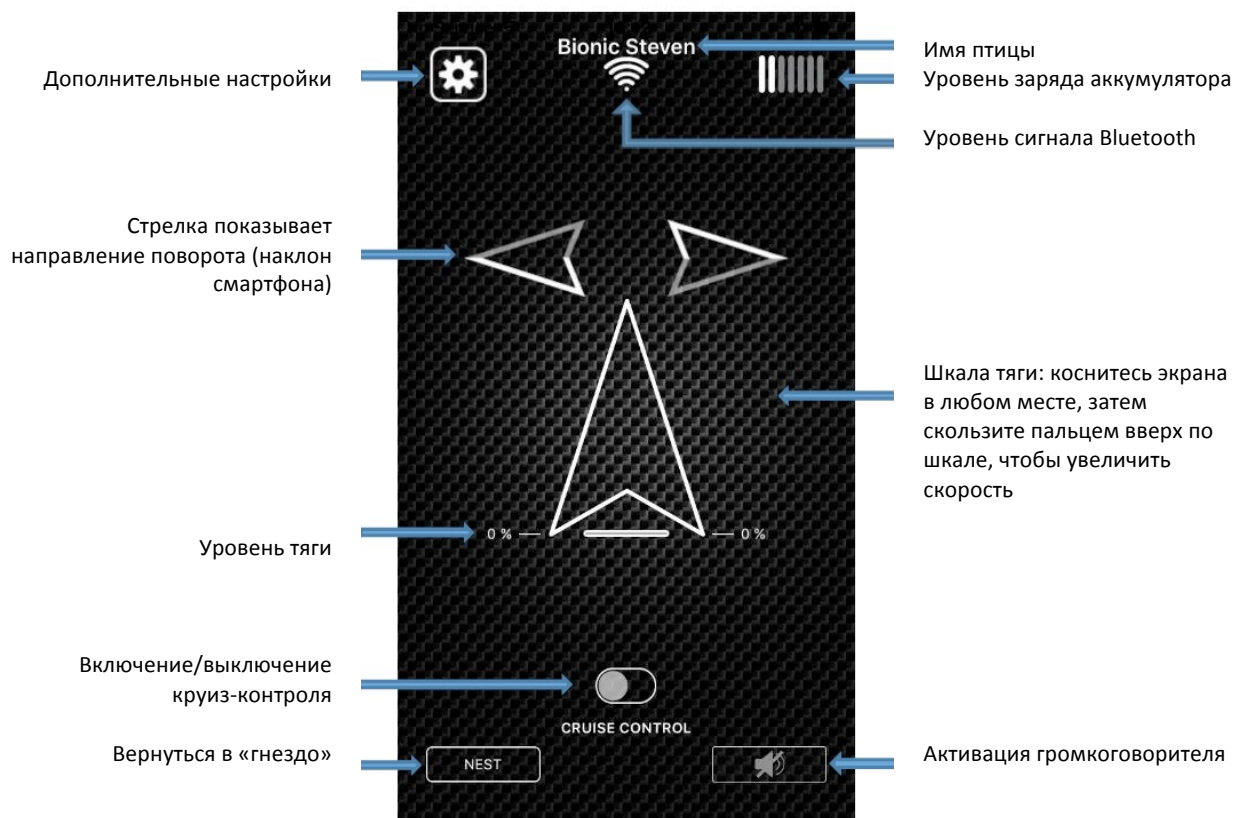 Bionic Steven
Имя птицы
Дополнительные настройки
Уровень заряда аккумулятора
Уровень сигнала Bluetooth
Стрелка показывает
направление поворота (наклон
смартфона)
Шкала тяги: коснитесь экрана
в любом месте, затем
скользите пальцем вверх по
шкале, чтобы увеличить
скорость
0 %
0 %
Уровень тяги
Включение/выключение
круиз-контроля
CRUISE CONTROL
Вернуться в «гнездо»
NEST
Активация громкоговорителя